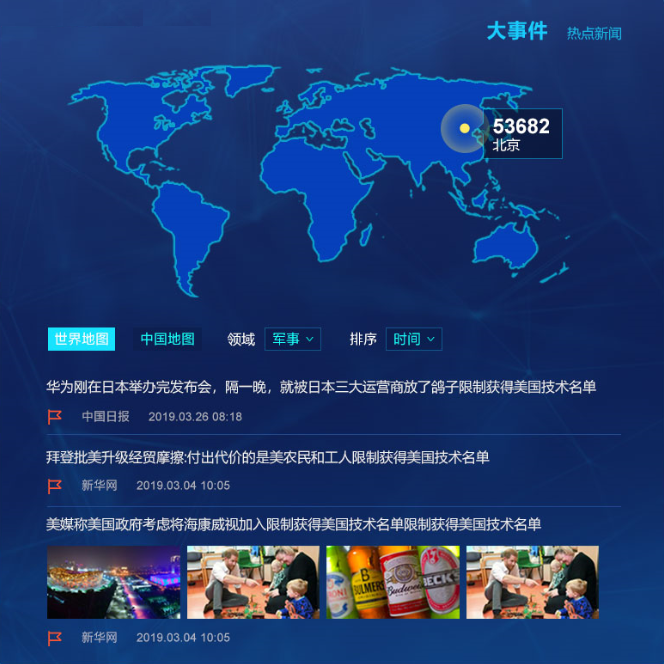 大事件 热点新闻
53682
北京
世界地图 中国地图 领域 军事 排序 时间
华为刚在日本举办完发布会，隔一晚，就被日本三大运营商放了鸽子限制获得美国技术名单
中国日报 2019.03.26 08:18
拜登批美升级经贸摩擦:付出代价的是美农民和工人限制获得美国技术名单
新华网 2019.03.04 10:05
美媒称美国政府考虑将海康威视加入限制获得美国技术名单限制获得美国技术名单
BULMERS
Budweiser
BECK'S
新华网 2019.03.04 10:05